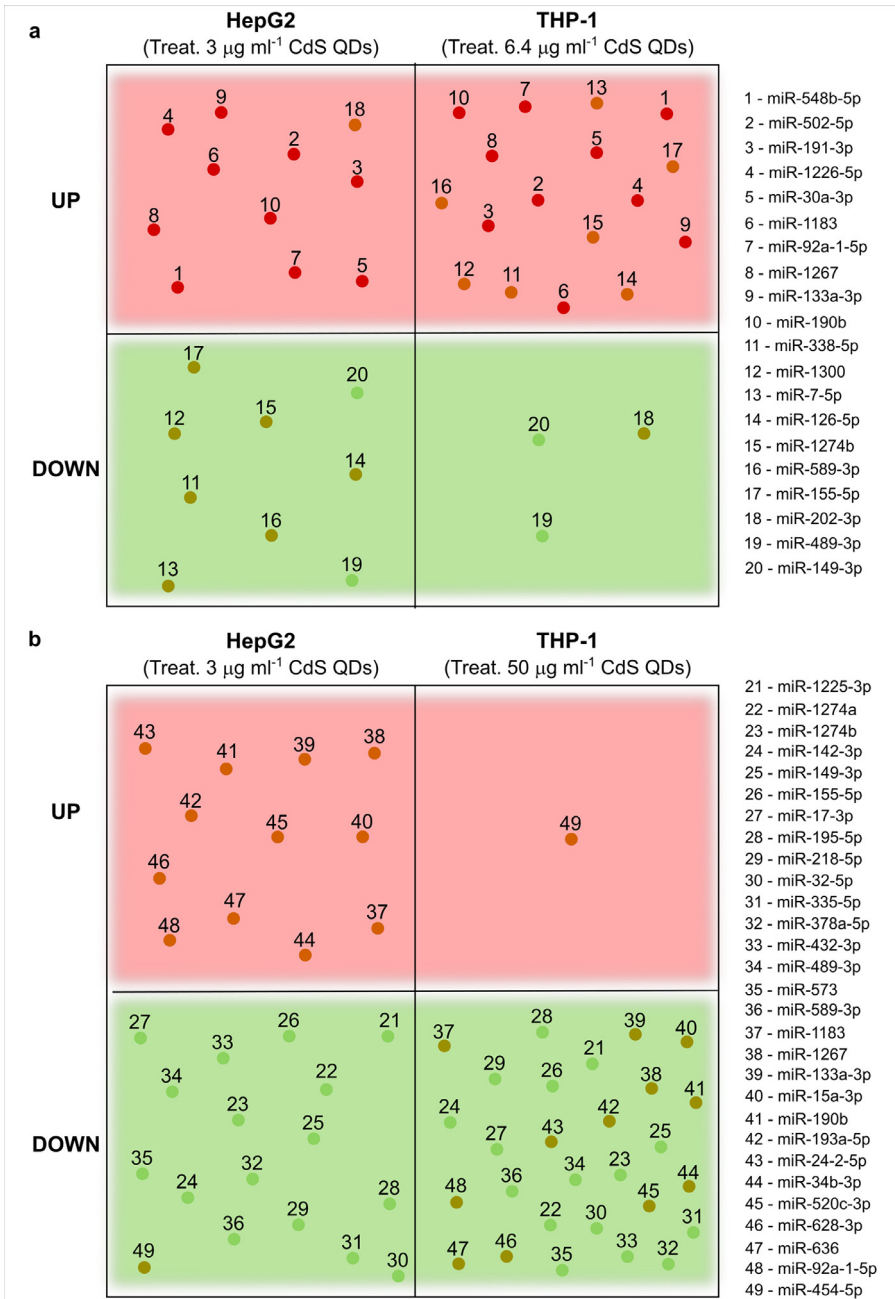 a
HepG2
(Treat. 3 μg ml-1 CdS QDs)
THP-1
(Treat. 6.4 μg ml-1 CdS QDs)
UP
4
9
18
2
6
3
8
10
7
1
5
10
7
13
1
8
5
17
16
2
4
3
15
9
12
11
6
14
DOWN
17
20
12
15
14
11
16
13
19
20
18
19
1 - miR-548b-5p
2 - miR-502-5p
3 - miR-191-3p
4 - miR-1226-5p
5 - miR-30a-3p
6 - miR-1183
7 - miR-92a-1-5p
8 - miR-1267
9 - miR-133a-3p
10 - miR-190b
11 - miR-338-5p
12 - miR-1300
13 - miR-7-5p
14 - miR-126-5p
15 - miR-1274b
16 - miR-589-3p
17 - miR-155-5p
18 - miR-202-3p
19 - miR-489-3p
20 - miR-149-3p
b
HepG2
(Treat. 3 μg ml-1 CdS QDs)
THP-1
(Treat. 50 μg ml-1 CdS QDs)
UP
43
41
39
38
42
45
40
46
47
37
48
44
49
DOWN
27
33
26
21
34
22
23
25
35
24
32
28
36
29
49
31
30
37
28
39
40
21
29
26
38
41
24
42
43
27
25
34
23
44
48
36
45
22
30
31
47
46
35
33
32
21 - miR-1225-3p
22 - miR-1274a
23 - miR-1274b
24 - miR-142-3p
25 - miR-149-3p
26 - miR-155-5p
27 - miR-17-3p
28 - miR-195-5p
29 - miR-218-5p
30 - miR-32-5p
31 - miR-335-5p
32 - miR-378a-5p
33 - miR-432-3p
34 - miR-489-3p
35 - miR-573
36 - miR-589-3p
37 - miR-1183
38 - miR-1267
39 - miR-133a-3p
40 - miR-15a-3p
41 - miR-190b
42 - miR-193a-5p
43 - miR-24-2-5p
44 - miR-34b-3p
45 - miR-520c-3p
46 - miR-628-3p
47 - miR-636
48 - miR-92a-1-5p
49 - miR-454-5p